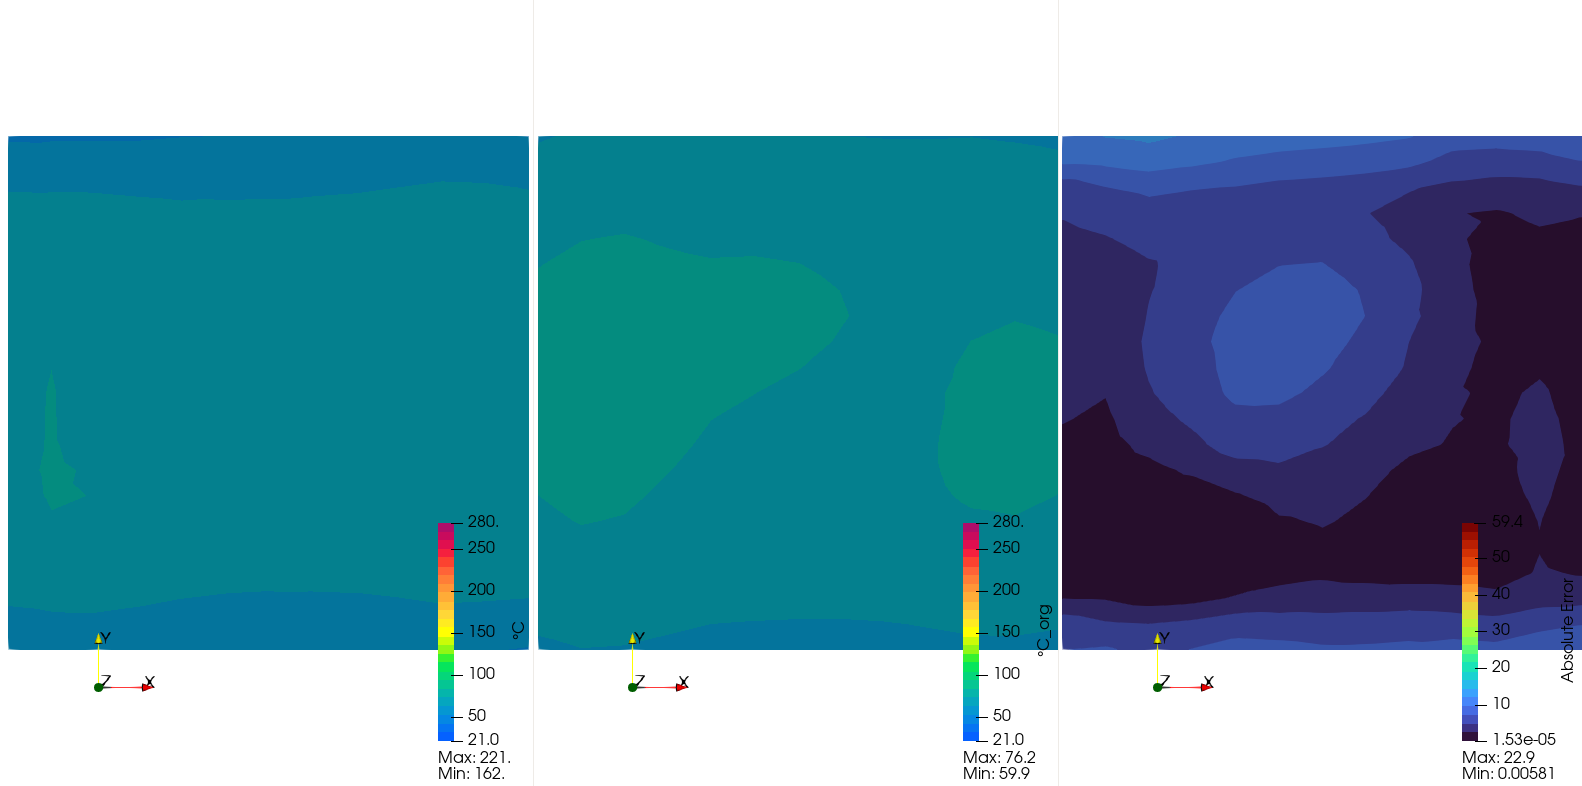 280.
250
200
150
100
50
21.0
°C
Max: 221.
Min: 162.
Y
Z
X
280.
250
200
150
100
50
21.0
°C_org
Max: 76.2
Min: 59.9
Y
Z
X
59.4
50
40
30
20
10
1.53e-05
Absolute Error
Max: 22.9
Min: 0.00581
Y
Z
X